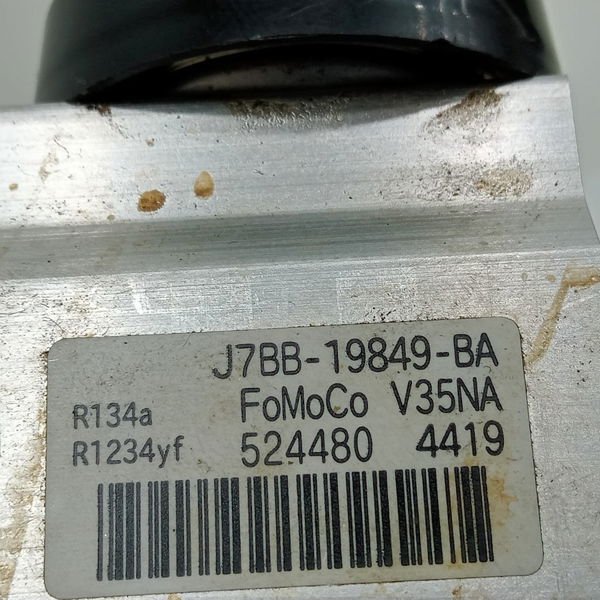 J7BB-19849-BA
R134a FoMoCo V35NA
R1234yf 524480 4419